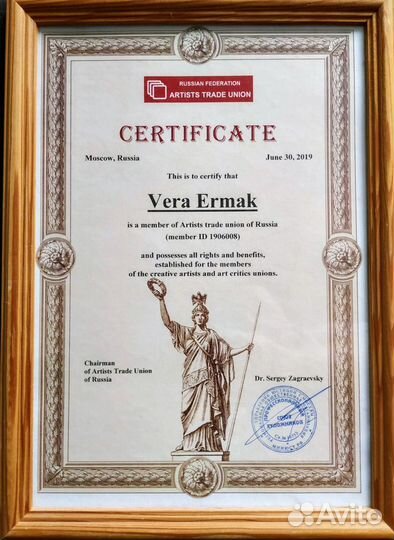 RUSSIAN FEDERATION
ARTISTS TRADE UNION
CERTIFICATE
Moscow, Russia June 30, 2019
This is to certify that
Vera Ermak
is a member of Artists trade union of Russia
(member ID 1906008)
and possesses all rights and benefits,
established for the members
of the creative artists and art critics unions.
Chairman
of Artists Trade Union
of Russia
Dr. Sergey Zagraevsky
СОЮЗ
ХУДОЖНИКОВ
Avito